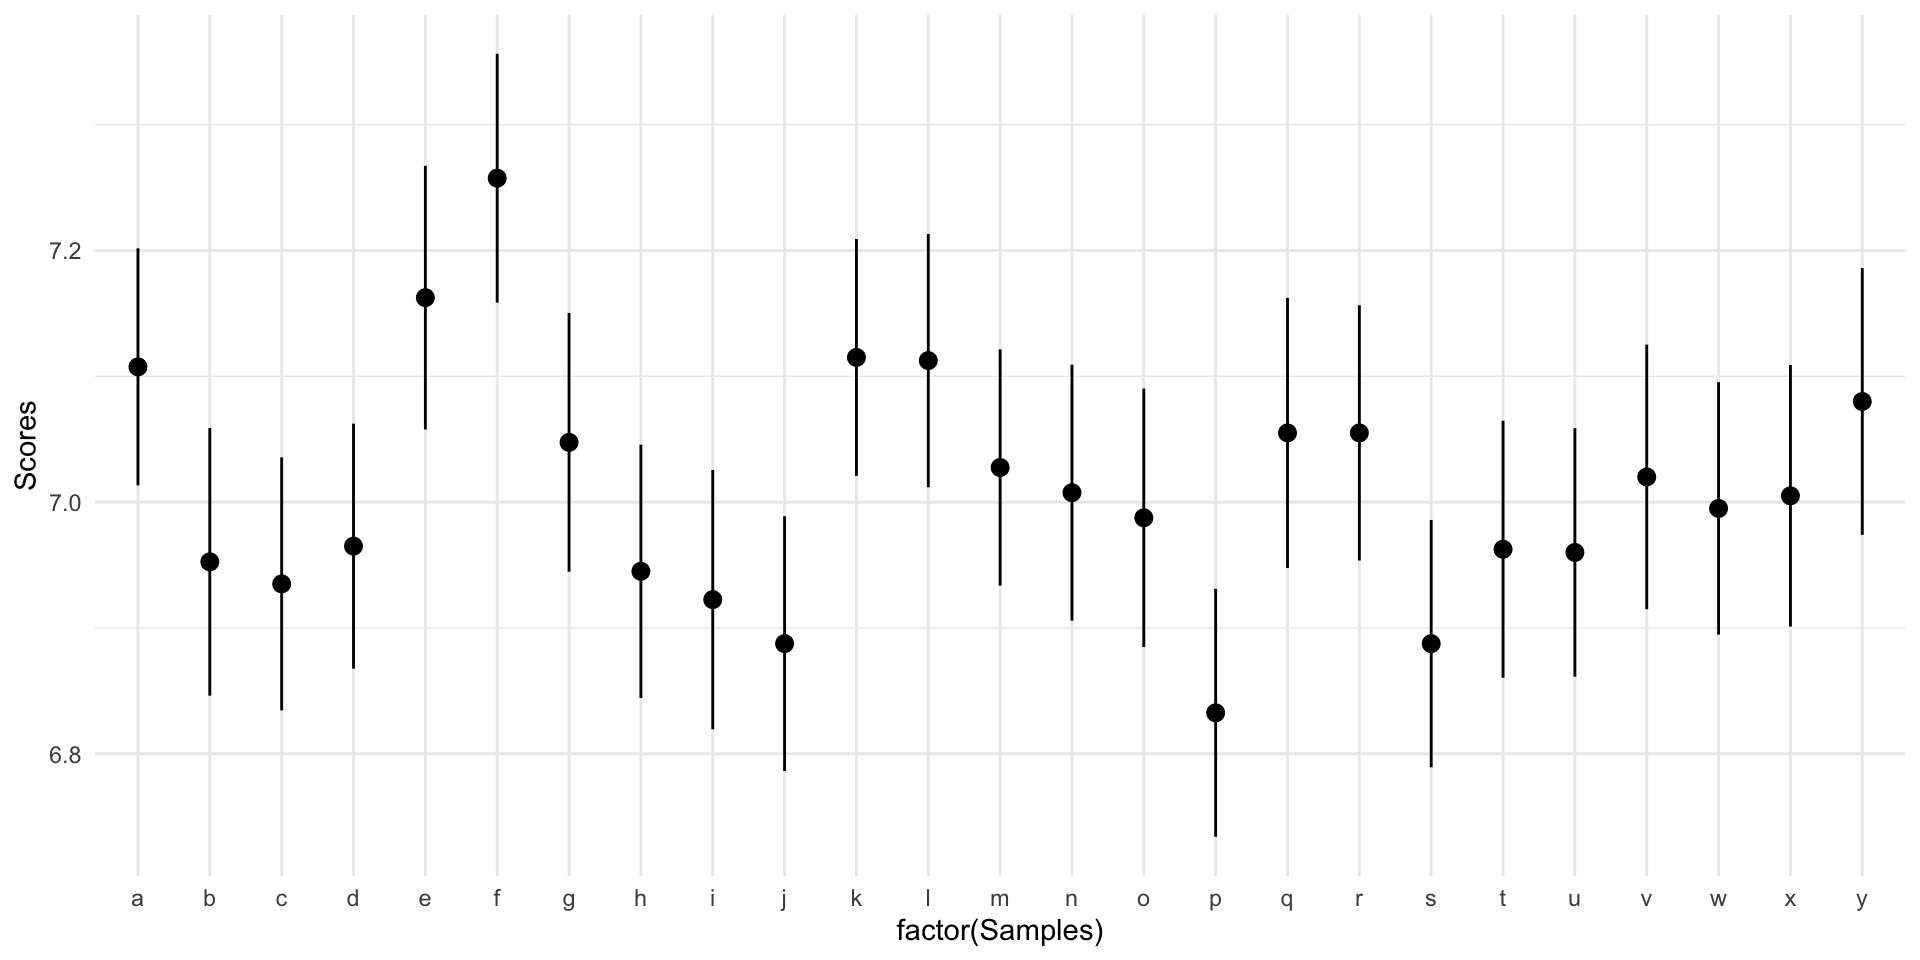 Scores
7.2
7.0
6.8
a b c d e f g h i j k l m n o p q r s t u v w x y
factor(Samples)